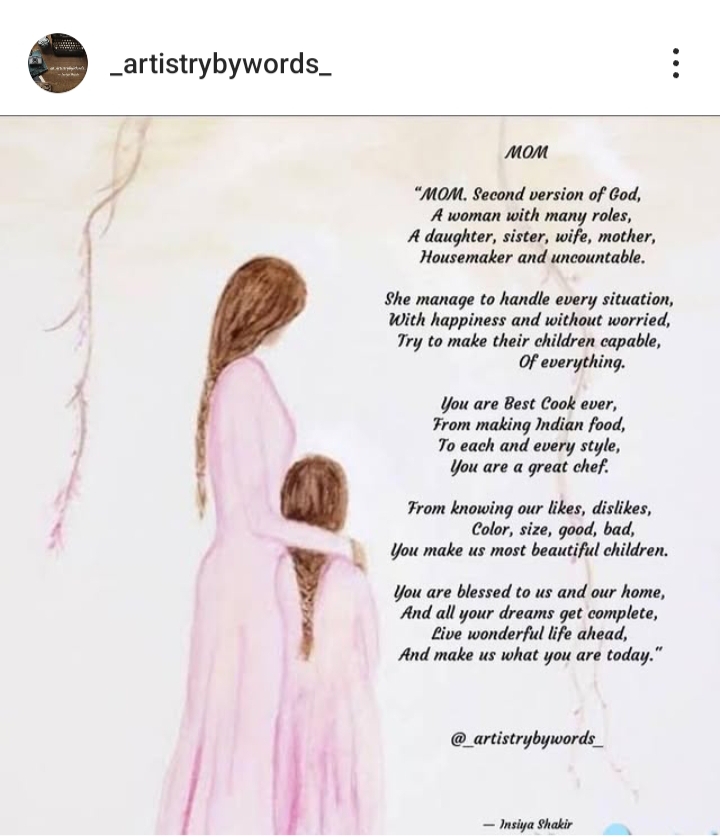 _artistrybywords_
MOM
“MOM. Second version of God,
A woman with many roles,
A daughter, sister, wife, mother,
Housemaker and uncountable.
She manage to handle every situation,
With happiness and without worried,
Try to make their children capable,
Of everything.
You are Best Cook ever,
From making Indian food,
To each and every style,
You are a great chef.
From knowing our likes, dislikes,
Color, size, good, bad,
You make us most beautiful children.
You are blessed to us and our home,
And all your dreams get complete,
Live wonderful life ahead,
And make us what you are today.”
@_artistrybywords_
— Insiya Shakir